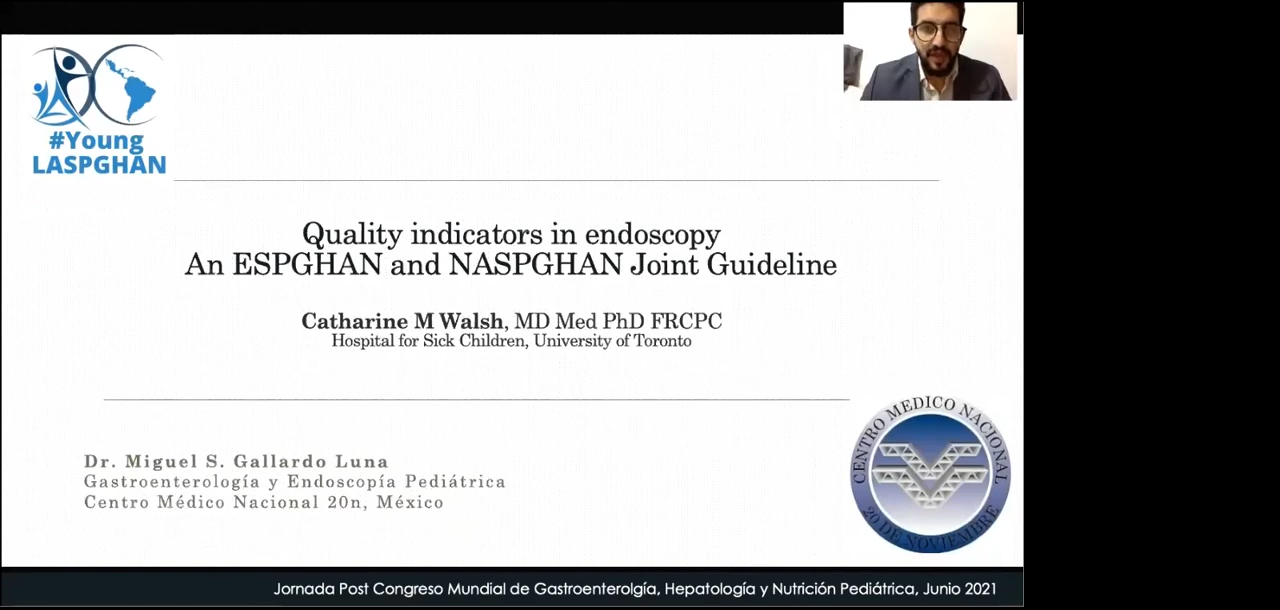 #Young
LASPGHAN
Quality indicators in endoscopy
An ESPGHAN and NASPGHAN Joint Guideline
Catharine M Walsh, MD Med PhD FRCPC
Hospital for Sick Children, University of Toronto
Dr. Miguel S. Gallardo Luna
Gastroenterología y Endoscopía Pediátrica
Centro Médico Nacional 20n, México
CENTRO MEDICO NACIONAL
20 DE NOVIEMBRE
Jornada Post Congreso Mundial de Gastroenterolgía, Hepatología y Nutrición Pediátrica, Junio 2021